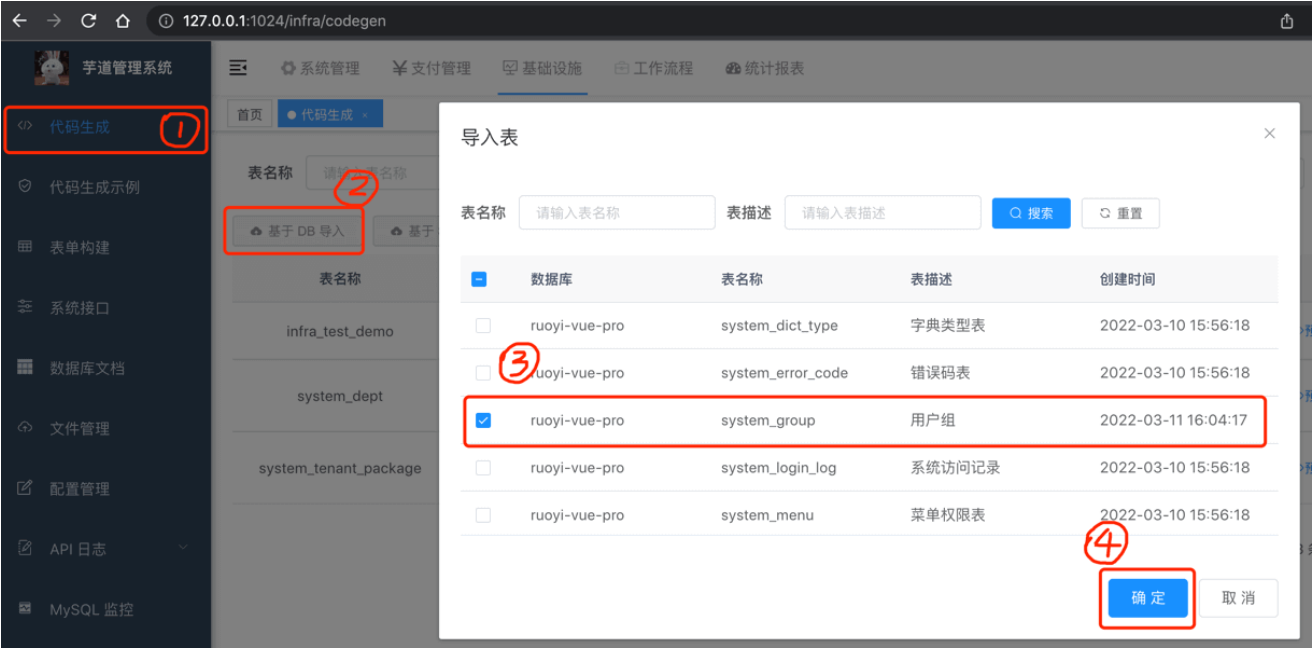 127.0.0.1:1024/infra/codegen
芋道管理系统
系统管理
¥支付管理
基础设施
工作流程
统计报表
首页
代码生成 ×
代码生成
①
代码生成示例
表单构建
系统接口
数据库文档
文件管理
配置管理
API 日志
MySQL 监控
表名称
②
基于 DB 导入
基于
表名称
infra_test_demo
system_dept
system_tenant_package
导入表
表名称 请输入表名称 表描述 请输入表描述 搜索 重置
数据库 表名称 表描述 创建时间
ruoyi-vue-pro system_dict_type 字典类型表 2022-03-10 15:56:18
③
ruoyi-vue-pro system_error_code 错误码表 2022-03-10 15:56:18
ruoyi-vue-pro system_group 用户组 2022-03-11 16:04:17
ruoyi-vue-pro system_login_log 系统访问记录 2022-03-10 15:56:18
ruoyi-vue-pro system_menu 菜单权限表 2022-03-10 15:56:18
④
确 定 取 消